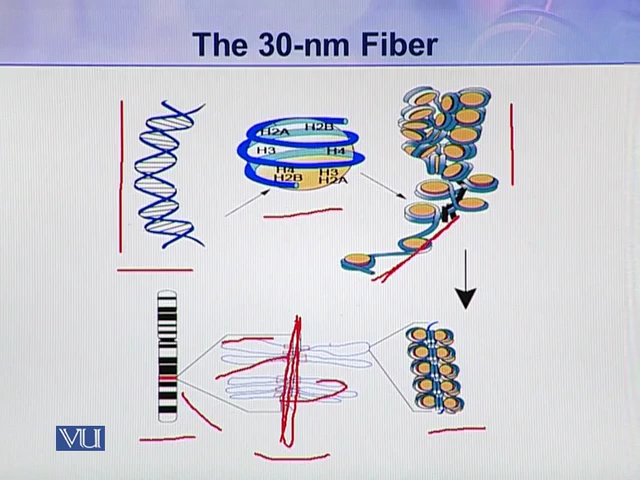 The 30-nm Fiber
H2A H2B
H3 H4
H4 H3
H2B H2A
VU